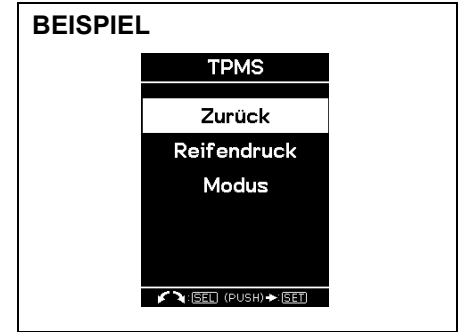 BEISPIEL
TPMS
Zurück
Reifendruck
Modus
:SEL (PUSH)➔:SET